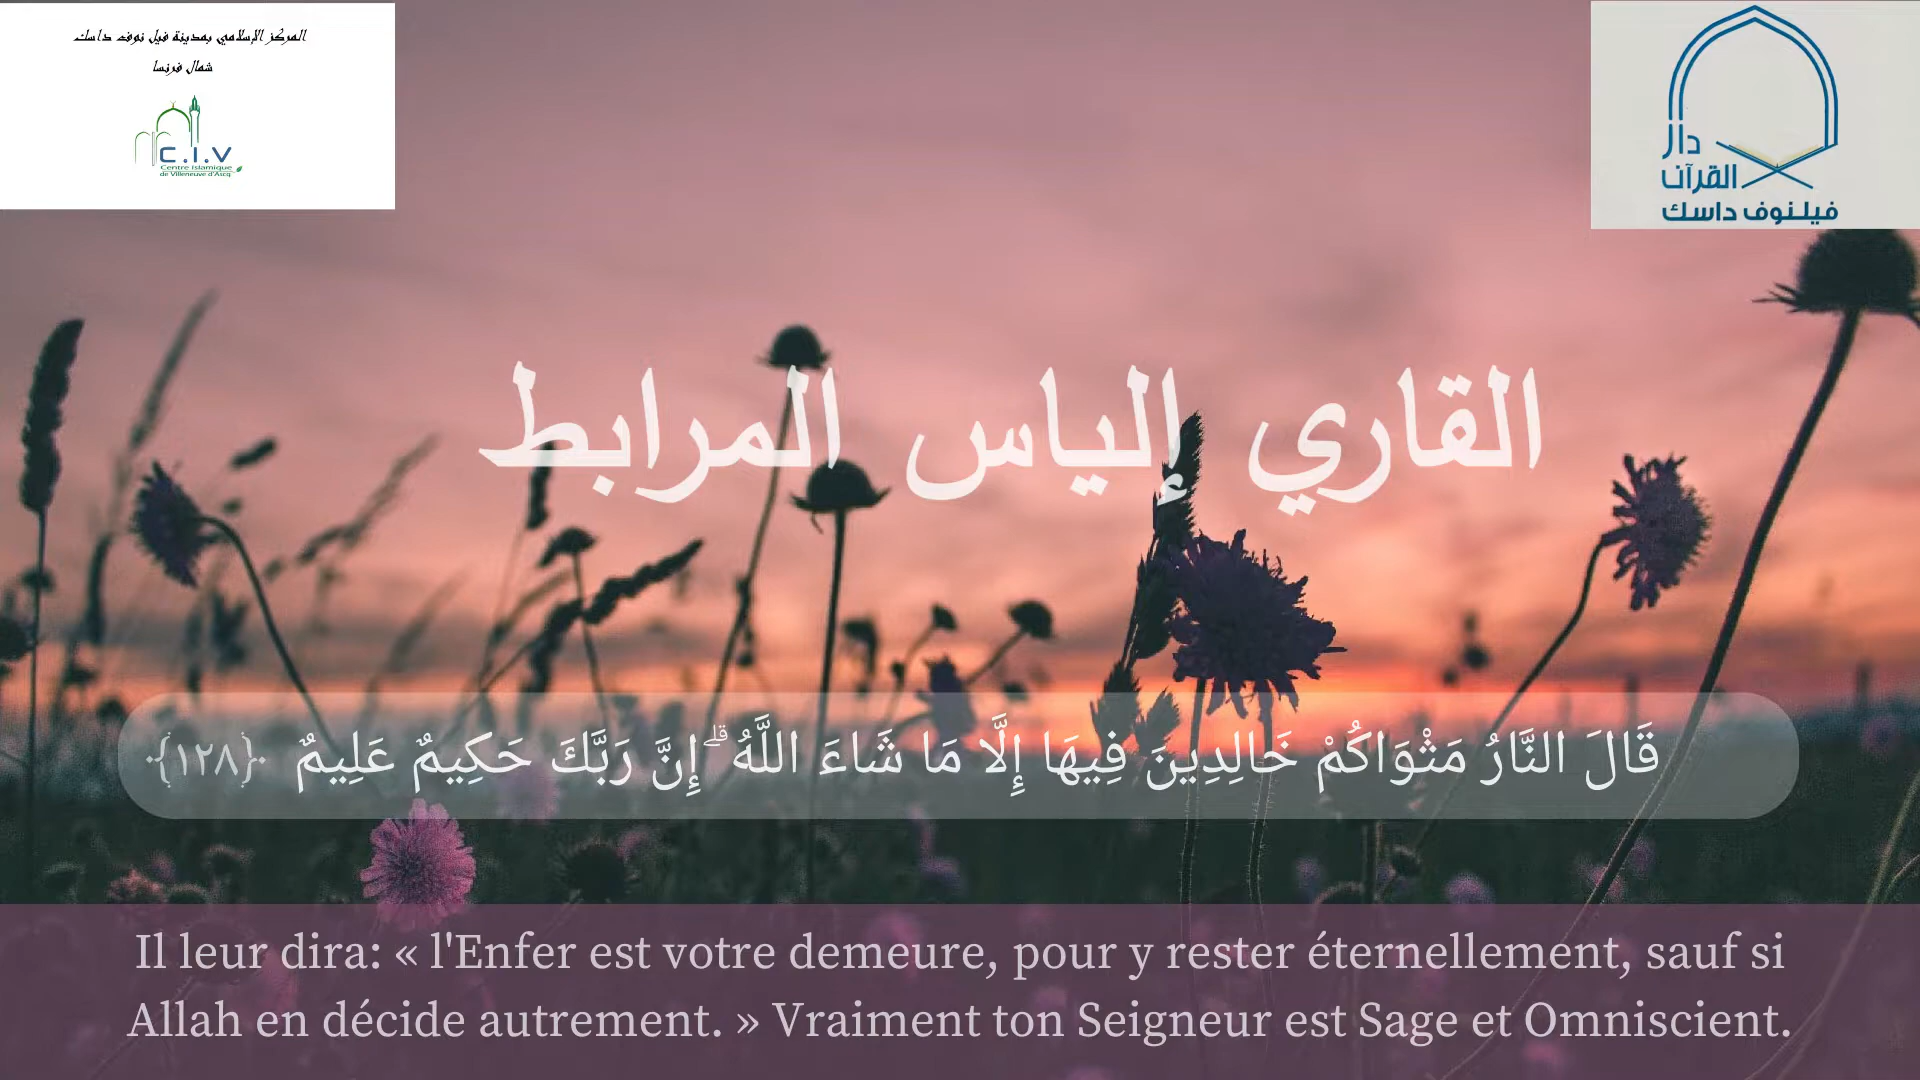 المركز الإسلامي بمدينة فيل نوف داسك
شمال فرنسا
C.I.V
Centre Islamique
de Villeneuve d'Ascq
دار
القرآن
فيلنوف داسك
القاري إلياس المرابط
قَالَ النَّارُ مَثْوَاكُمْ خَالِدِينَ فِيهَا إِلَّا مَا شَاءَ اللَّهُ ۗ إِنَّ رَبَّكَ حَكِيمٌ عَلِيمٌ ﴿١٢٨﴾
Il leur dira: « l'Enfer est votre demeure, pour y rester éternellement, sauf si
Allah en décide autrement. » Vraiment ton Seigneur est Sage et Omniscient.